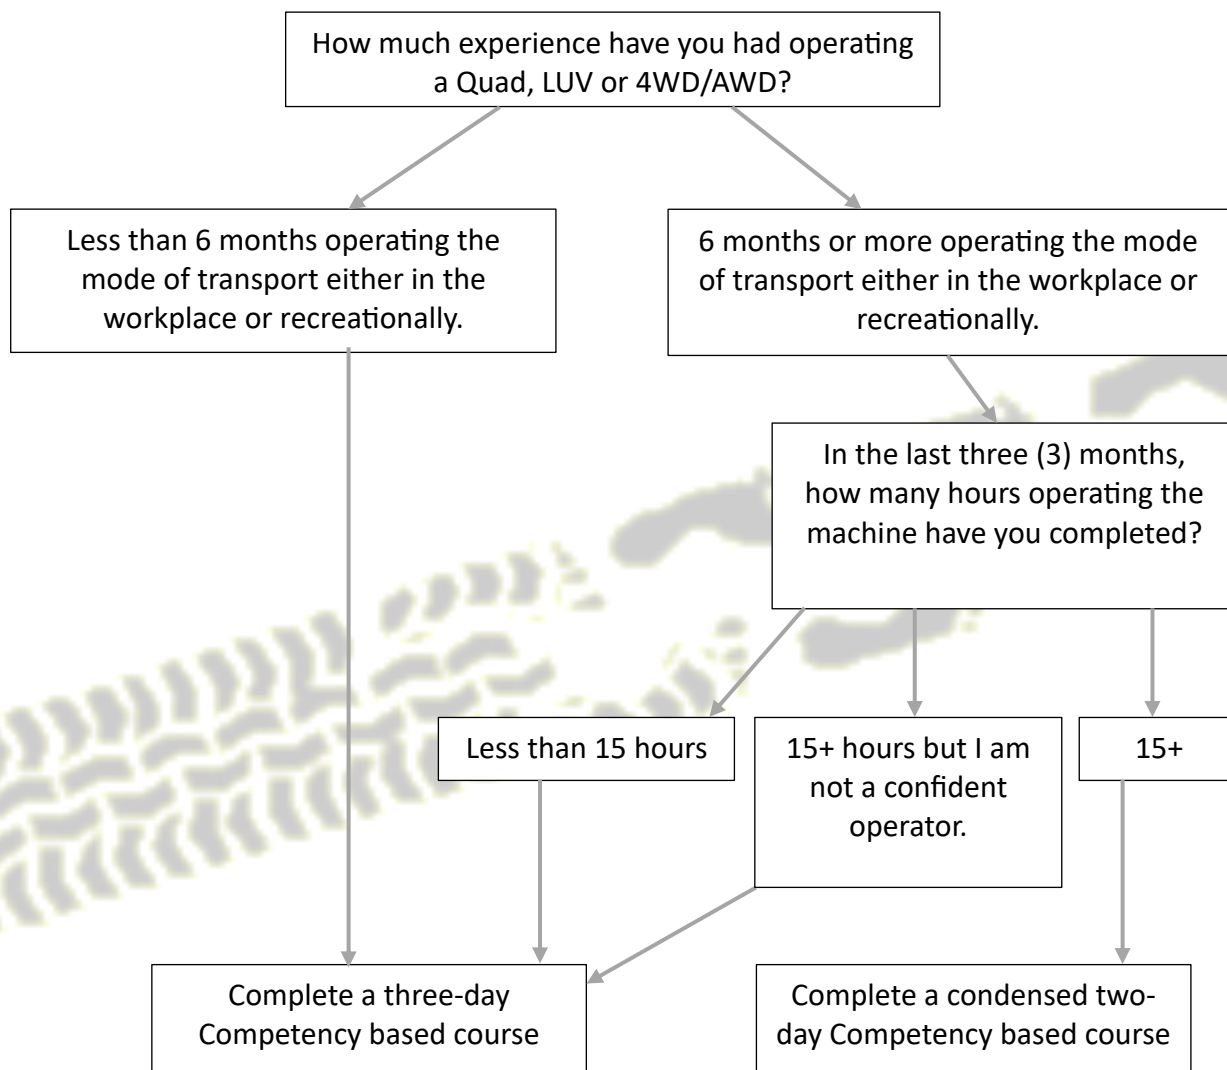 How much experience have you had operating
a Quad, LUV or 4WD/AWD?
Less than 6 months operating the
mode of transport either in the
workplace or recreationally.
6 months or more operating the mode
of transport either in the workplace or
recreationally.
In the last three (3) months,
how many hours operating the
machine have you completed?
Less than 15 hours
15+ hours but I am
not a confident
operator.
15+
Complete a three-day
Competency based course
Complete a condensed two-
day Competency based course